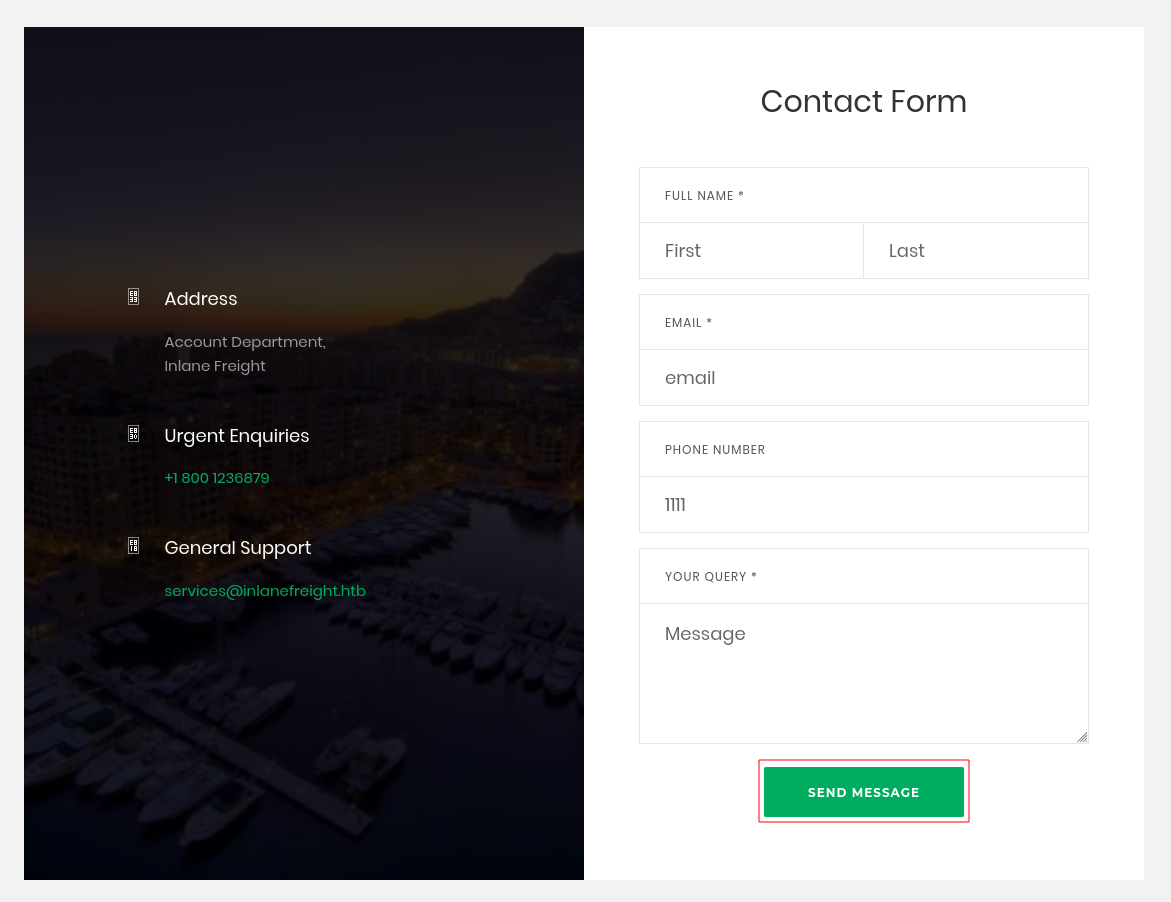 Address
Account Department,
Inlane Freight
Urgent Enquiries
+1 800 1236879
General Support
services@inlanefreight.htb
Contact Form
FULL NAME *
First
Last
EMAIL *
email
PHONE NUMBER
1111
YOUR QUERY *
Message
SEND MESSAGE